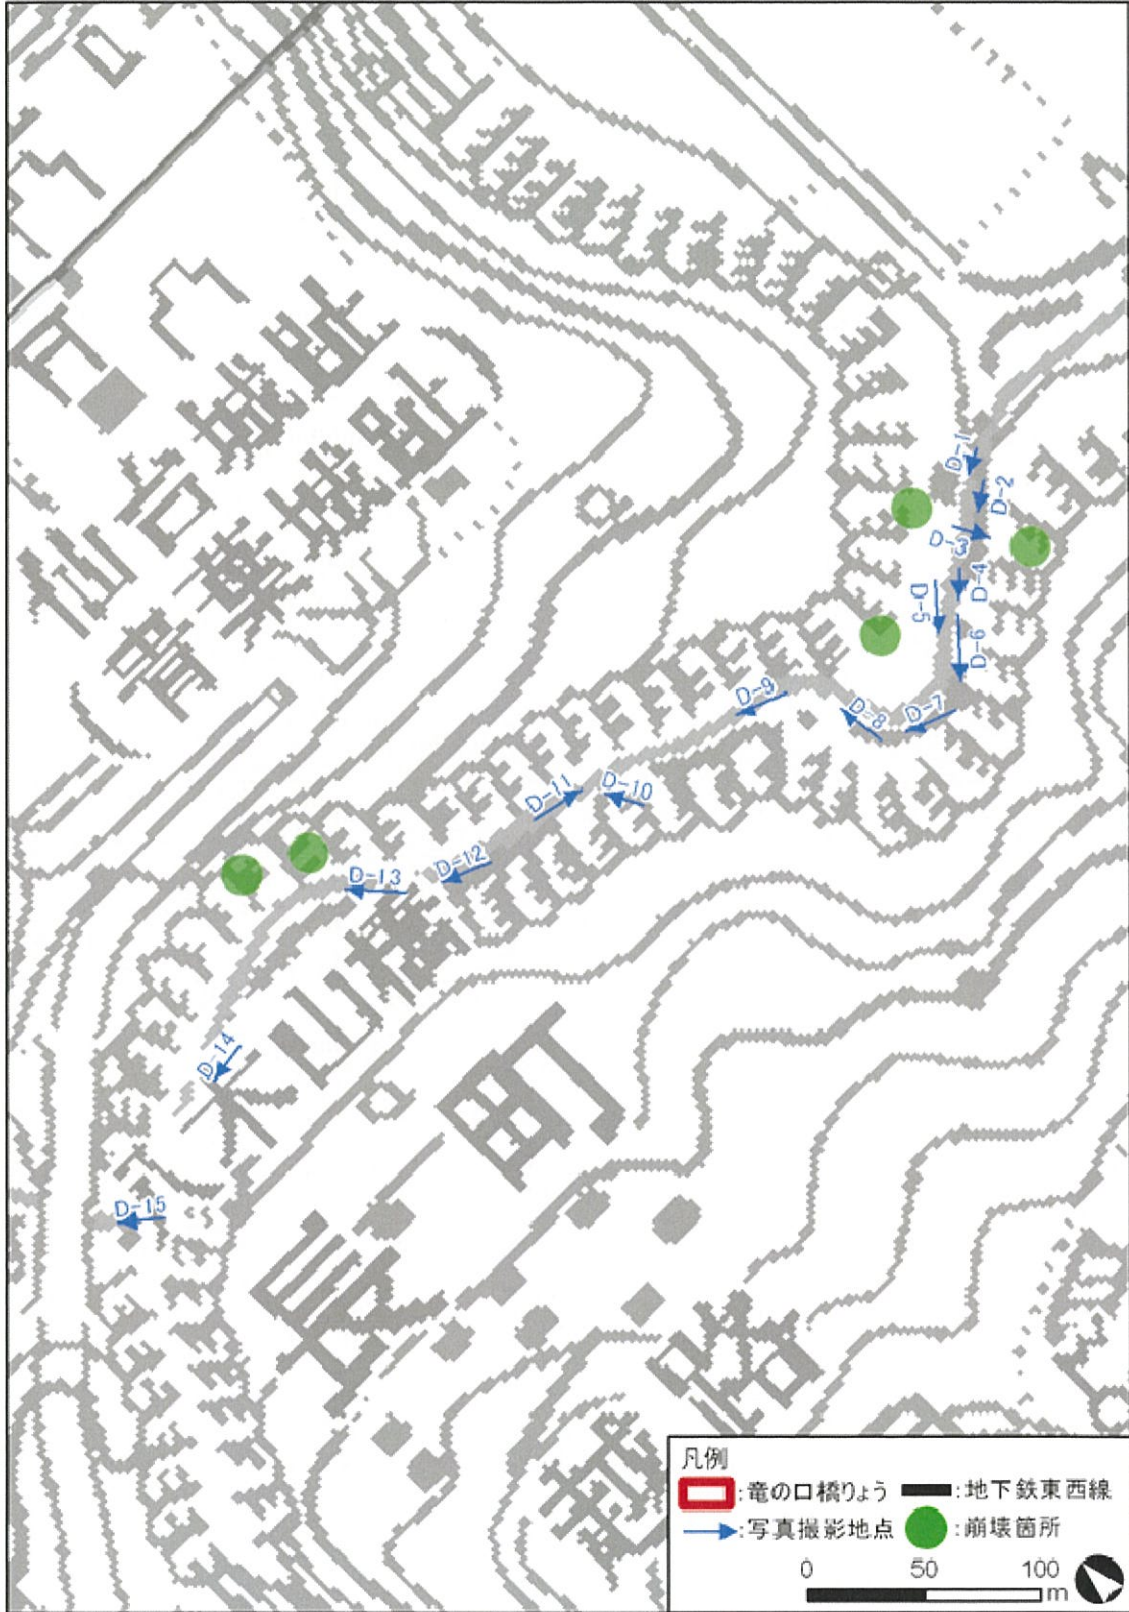 仙台城址
(青葉城址)
D-1
D-2
D-3
D-4
D-5
D-6
D-7
D-8
D-9
D-10
D-11
D-12
D-13
D-14
D-15
(八木山橋)
長町
越路
凡例
:竜の口橋りょう
:地下鉄東西線
:写真撮影地点
:崩壊箇所
0 50 100
m